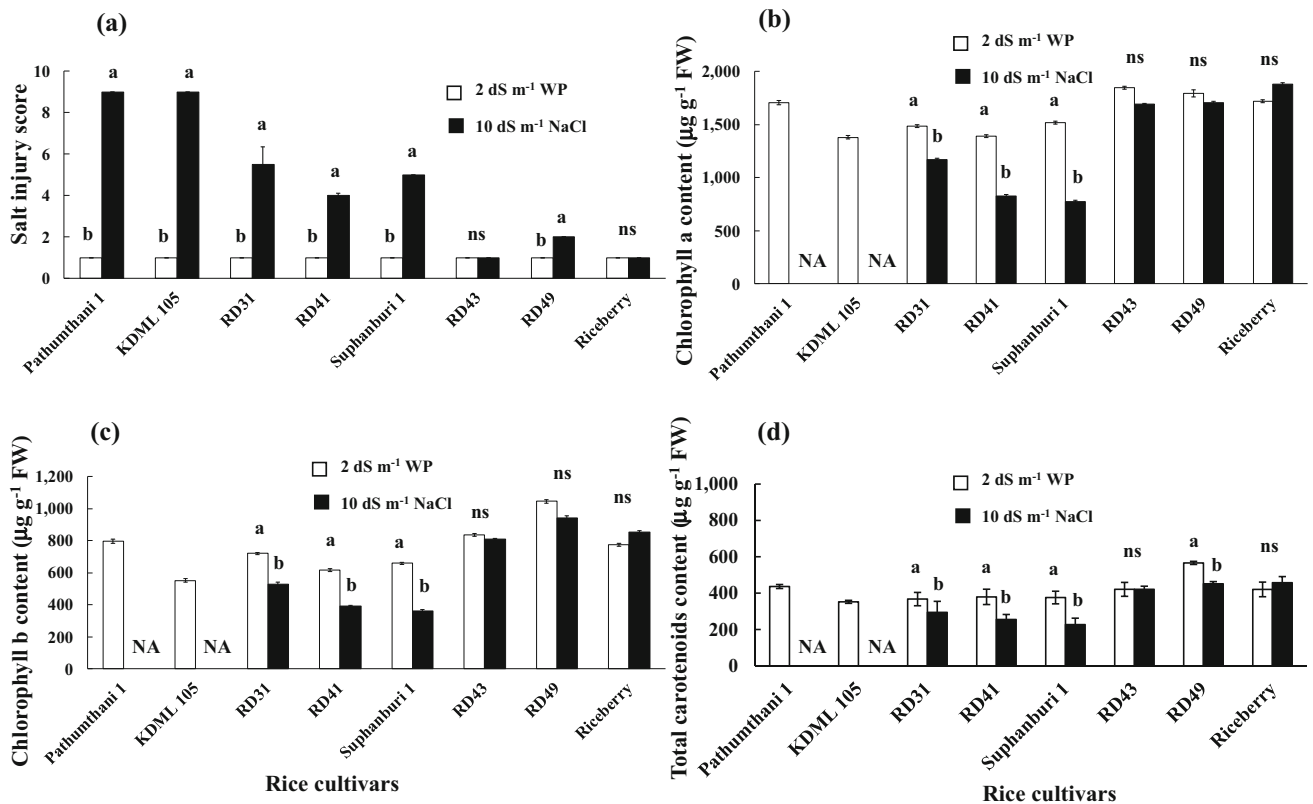 (a)
Salt injury score
10
8
6
4
2
0
2 dS m⁻¹ WP
10 dS m⁻¹ NaCl
a a a a a ns a ns
b b b b b b
Pathumthani 1 KDML 105 RD31 RD41 Suphanburi 1 RD43 RD49 Riceberry
(b)
Chlorophyll a content (μg g⁻¹ FW)
2,000
1,500
1,000
500
0
2 dS m⁻¹ WP
10 dS m⁻¹ NaCl
NA NA a b a b a b ns ns ns
Pathumthani 1 KDML 105 RD31 RD41 Suphanburi 1 RD43 RD49 Riceberry
(c)
Chlorophyll b content (μg g⁻¹ FW)
1,200
1,000
800
600
400
200
0
2 dS m⁻¹ WP
10 dS m⁻¹ NaCl
NA NA a b a b a b ns ns ns
Pathumthani 1 KDML 105 RD31 RD41 Suphanburi 1 RD43 RD49 Riceberry
Rice cultivars
(d)
Total carotenoids content (μg g⁻¹ FW)
1,000
800
600
400
200
0
2 dS m⁻¹ WP
10 dS m⁻¹ NaCl
NA NA a b a b a b ns a b ns
Pathumthani 1 KDML 105 RD31 RD41 Suphanburi 1 RD43 RD49 Riceberry
Rice cultivars